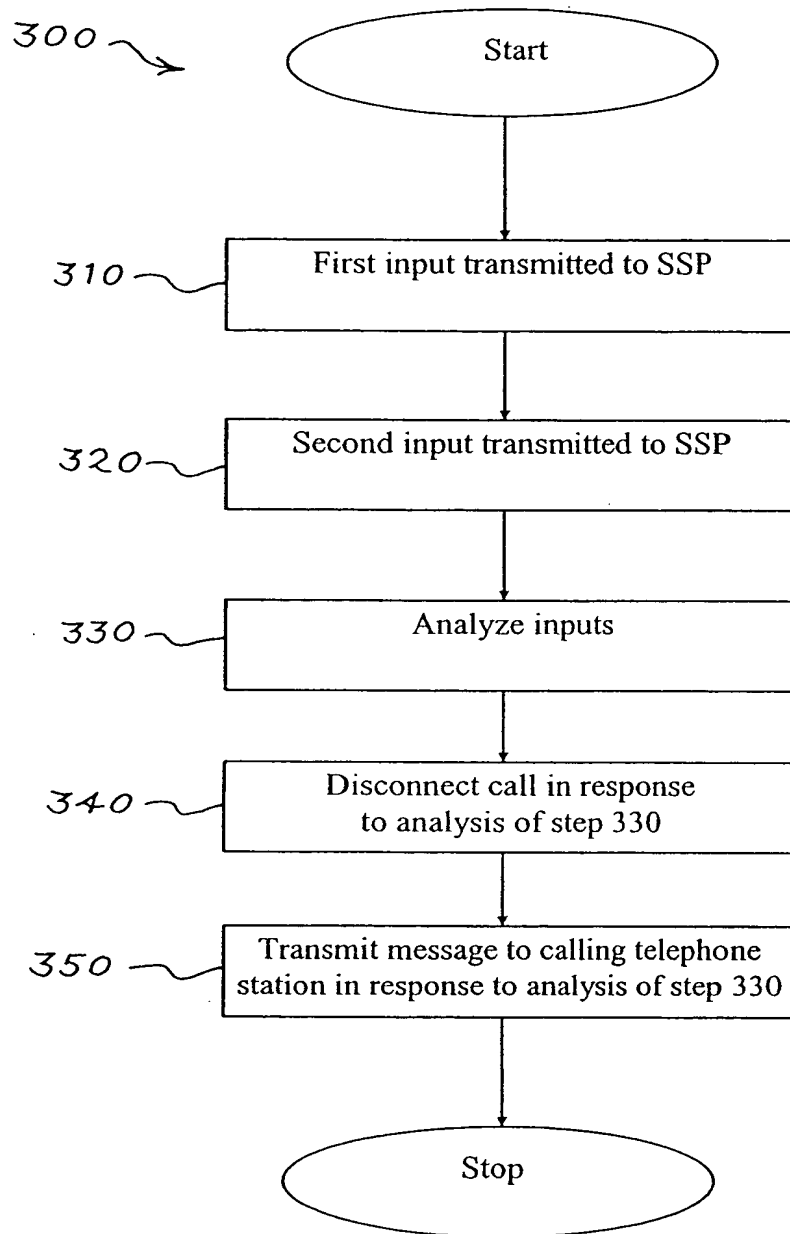 300
Start
310
First input transmitted to SSP
320
Second input transmitted to SSP
330
Analyze inputs
340
Disconnect call in response
to analysis of step 330
350
Transmit message to calling telephone
station in response to analysis of step 330
Stop